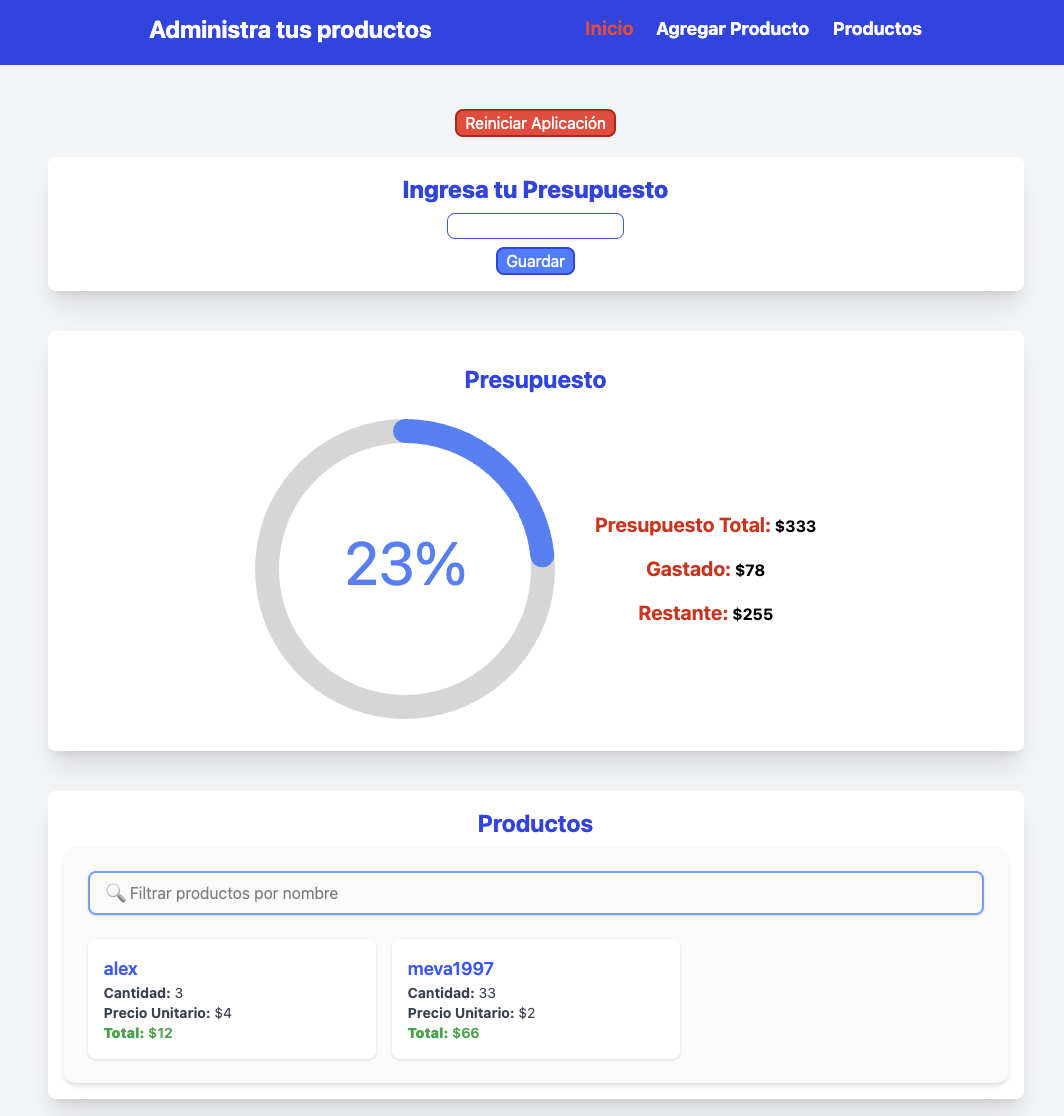 Administra tus productos
Inicio
Agregar Producto
Productos
Reiniciar Aplicación
Ingresa tu Presupuesto
Guardar
Presupuesto
23%
Presupuesto Total: $333
Gastado: $78
Restante: $255
Productos
🔍 Filtrar productos por nombre
alex
Cantidad: 3
Precio Unitario: $4
Total: $12
meva1997
Cantidad: 33
Precio Unitario: $2
Total: $66